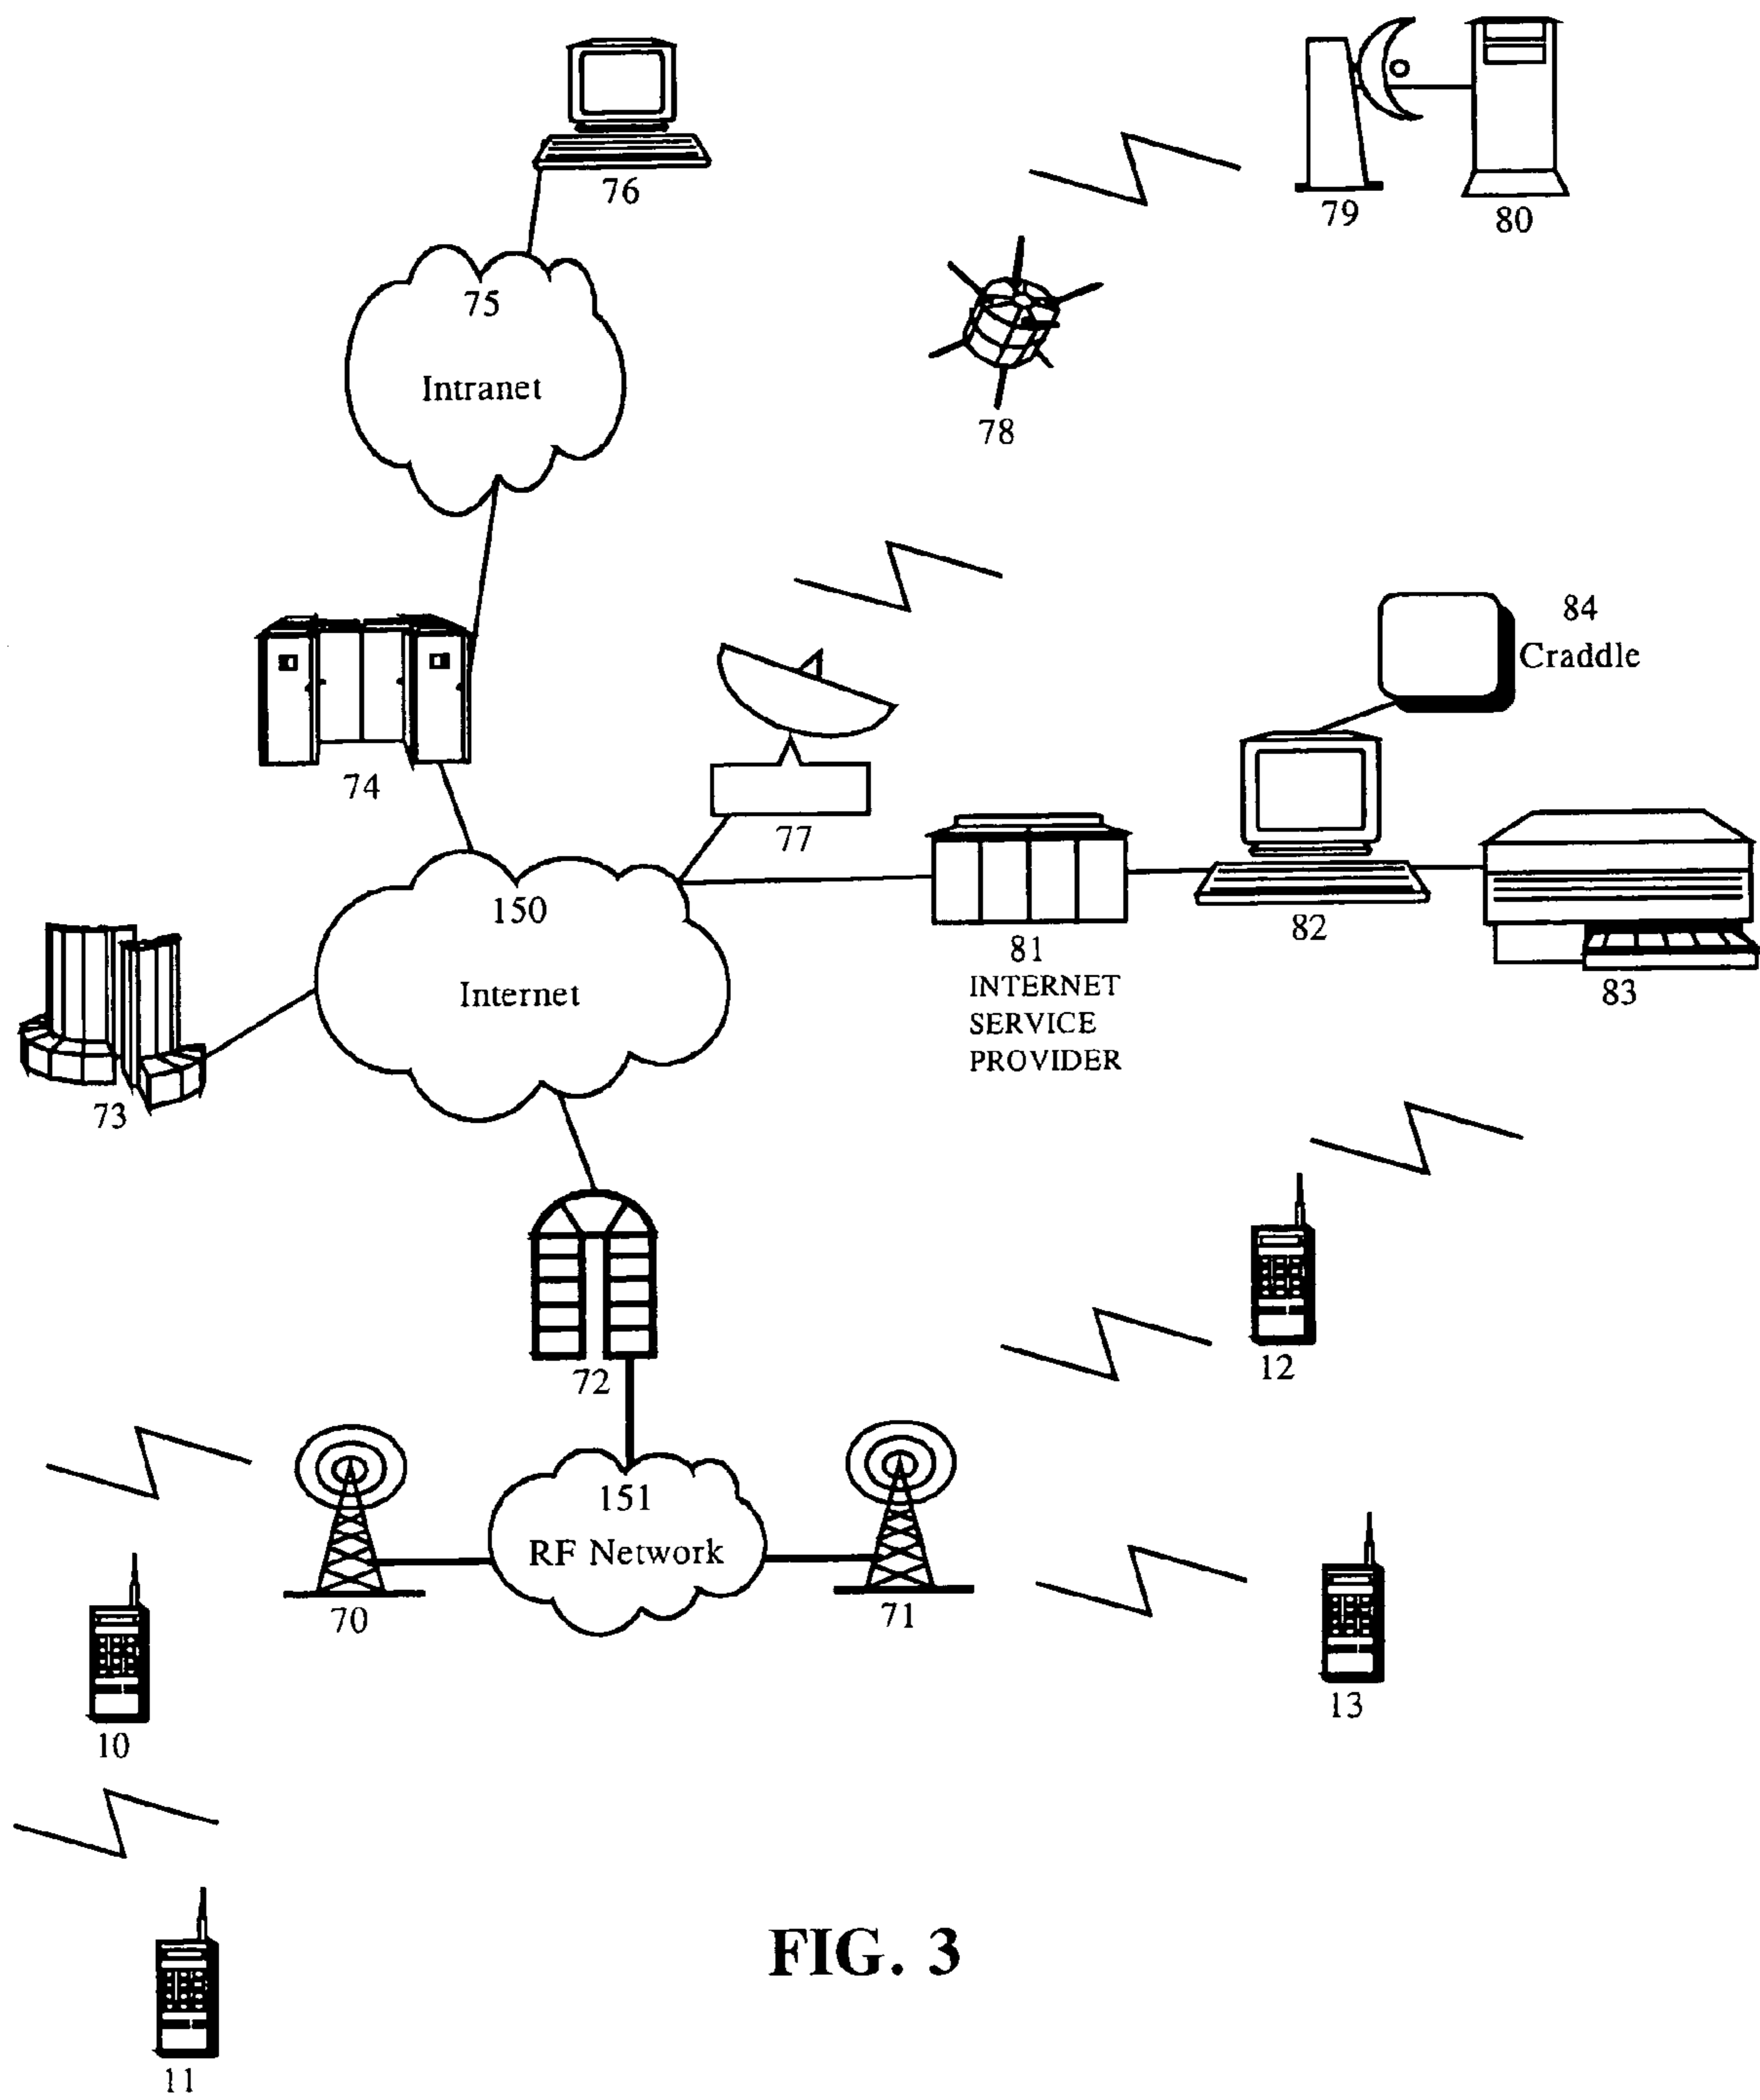 76
79
80
75
Intranet
78
84
Craddle
74
77
150
Internet
81
INTERNET
SERVICE
PROVIDER
82
83
73
72
12
151
RF Network
70
71
13
10
FIG. 3
11